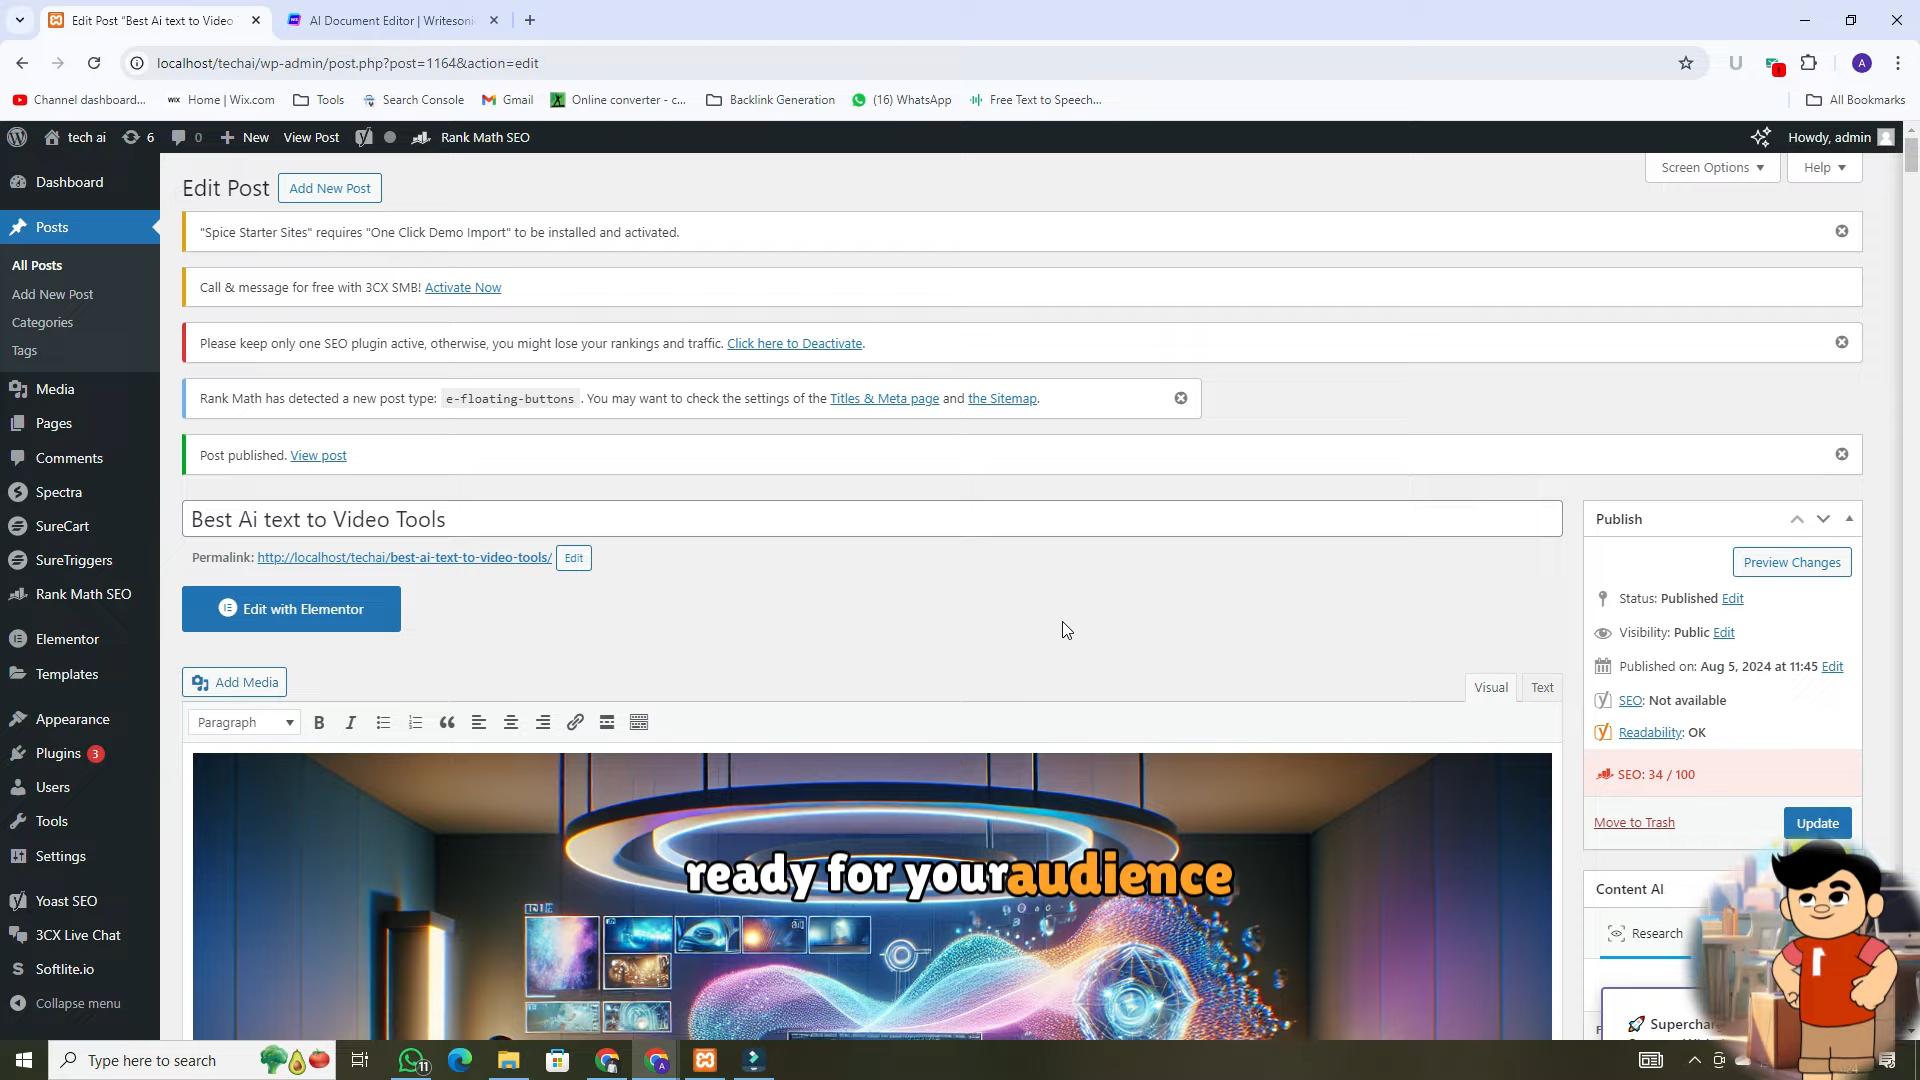 Edit Post "Best Ai text to Video
AI Document Editor | Writesoni
localhost/techai/wp-admin/post.php?post=1164&action=edit
A
Channel dashboard...
WIX Home | Wix.com
Tools
Search Console
Gmail
Online converter - c...
Backlink Generation
(16) WhatsApp
Free Text to Speech...
All Bookmarks
tech ai
6
0
New
View Post
Rank Math SEO
Howdy, admin
Dashboard
Posts
All Posts
Add New Post
Categories
Tags
Media
Pages
Comments
Spectra
SureCart
SureTriggers
Rank Math SEO
Elementor
Templates
Appearance
Plugins 3
Users
Tools
Settings
Yoast SEO
3CX Live Chat
Softlite.io
Collapse menu
Screen Options
Help
Edit Post
Add New Post
"Spice Starter Sites" requires "One Click Demo Import" to be installed and activated.
Call & message for free with 3CX SMB! Activate Now
Please keep only one SEO plugin active, otherwise, you might lose your rankings and traffic. Click here to Deactivate.
Rank Math has detected a new post type: e-floating-buttons . You may want to check the settings of the Titles & Meta page and the Sitemap.
Post published. View post
Best Ai text to Video Tools
Permalink: http://localhost/techai/best-ai-text-to-video-tools/ Edit
Edit with Elementor
Add Media
Visual
Text
Paragraph
B
I
ready for your audience
Publish
Preview Changes
Status: Published Edit
Visibility: Public Edit
Published on: Aug 5, 2024 at 11:45 Edit
SEO: Not available
Readability: OK
SEO: 34 / 100
Move to Trash
Update
Content AI
Research
1
Type here to search
11